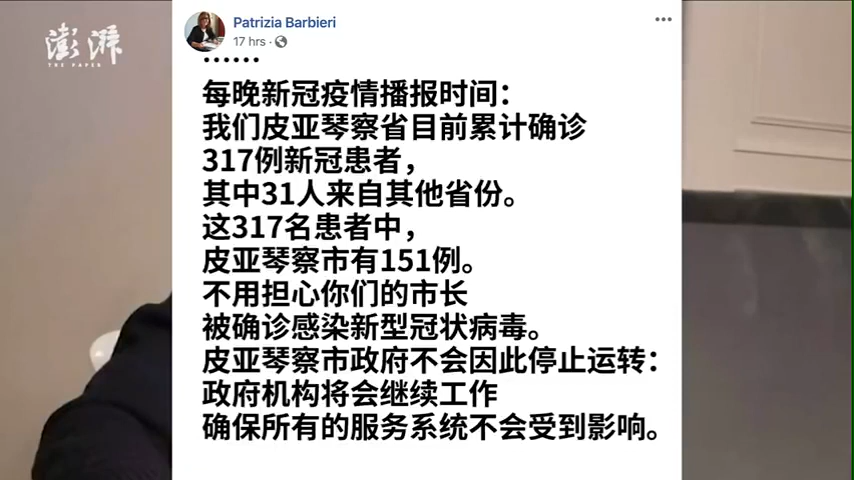 澎湃
THE PAPER
Patrizia Barbieri
17 hrs ·
......
每晚新冠疫情播报时间：
我们皮亚琴察省目前累计确诊
317例新冠患者，
其中31人来自其他省份。
这317名患者中，
皮亚琴察市有151例。
不用担心你们的市长
被确诊感染新型冠状病毒。
皮亚琴察市政府不会因此停止运转：
政府机构将会继续工作
确保所有的服务系统不会受到影响。